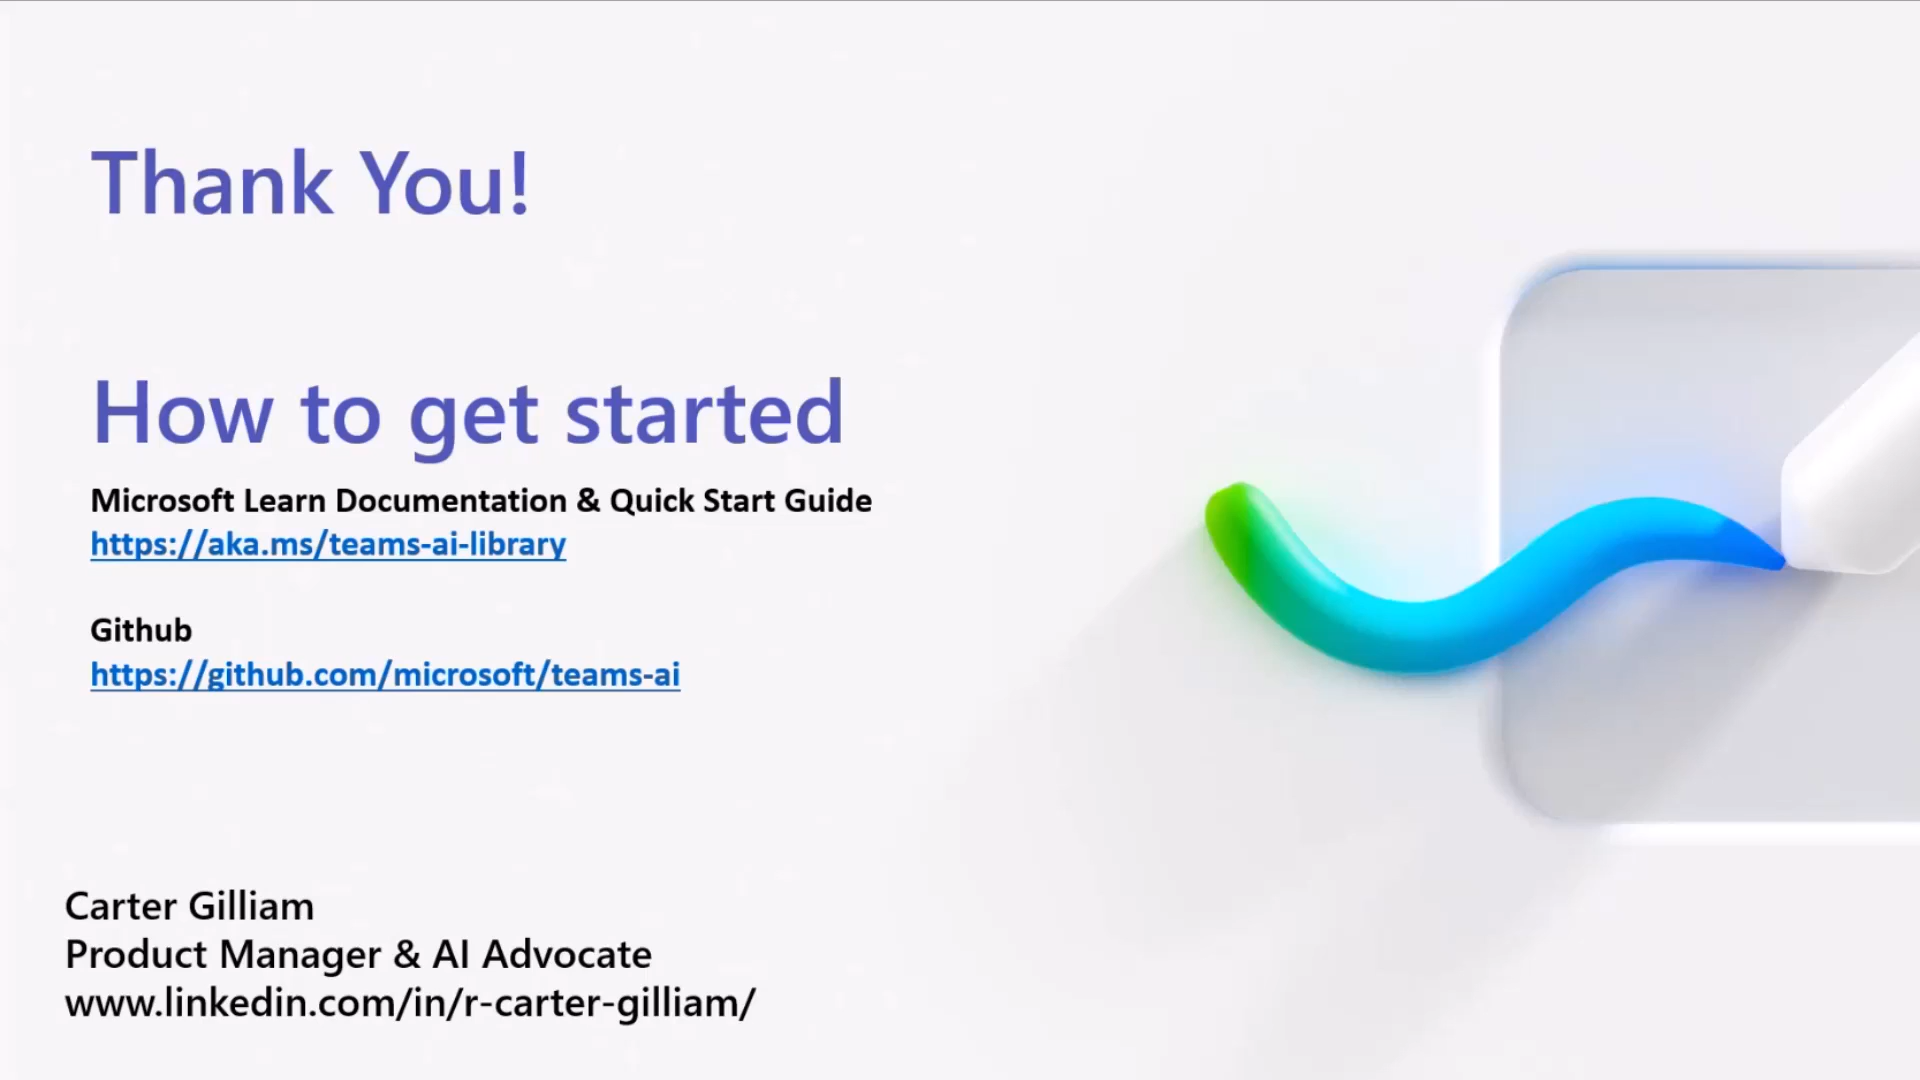 Thank You!
How to get started
Microsoft Learn Documentation & Quick Start Guide
https://aka.ms/teams-ai-library
Github
https://github.com/microsoft/teams-ai
Carter Gilliam
Product Manager & AI Advocate
www.linkedin.com/in/r-carter-gilliam/